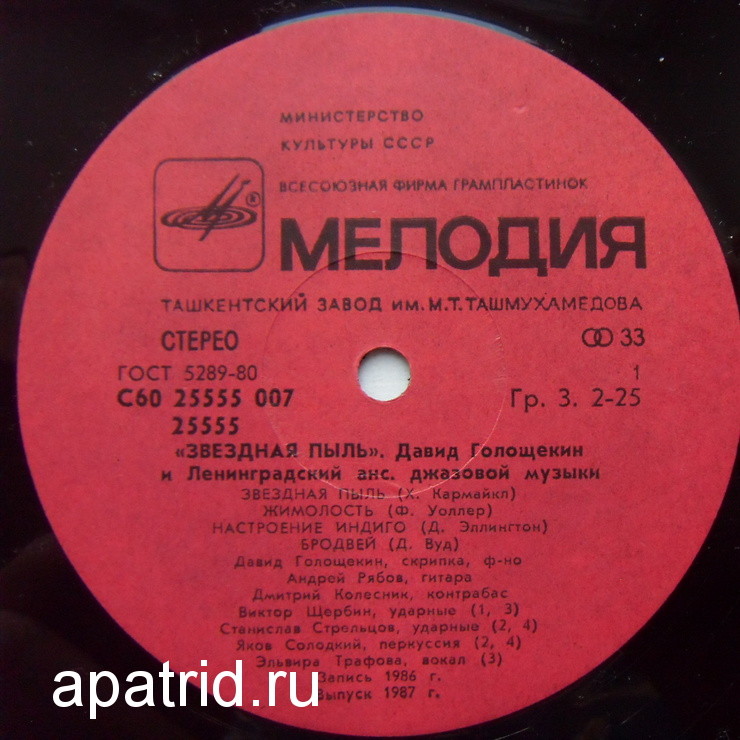 МИНИСТЕРСТВО
КУЛЬТУРЫ СССР
ВСЕСОЮЗНАЯ ФИРМА ГРАМПЛАСТИНОК
®
МЕЛОДИЯ
ТАШКЕНТСКИЙ ЗАВОД ИМ. М.Т.ТАШМУХАМЕДОВА
СТЕРЕО 33
ГОСТ 5289-80 1
С60 25555 007 Гр. 3. 2-25
25555
«ЗВЕЗДНАЯ ПЫЛЬ». Давид Голощекин
и Ленинградский анс. джазовой музыки
ЗВЕЗДНАЯ ПЫЛЬ (Х. Кармайкл)
ЖИМОЛОСТЬ (Ф. Уоллер)
НАСТРОЕНИЕ ИНДИГО (Д. Эллингтон)
БРОДВЕЙ (Д. Вуд)
Давид Голощекин, скрипка, ф-но
Андрей Рябов, гитара
Дмитрий Колесник, контрабас
Виктор Щербин, ударные (1, 3)
Станислав Стрельцов, ударные (2, 4)
Яков Солодкий, перкуссия (2, 4)
Эльвира Трафова, вокал (3)
Запись 1986 г.
Выпуск 1987 г.
apatrid.ru